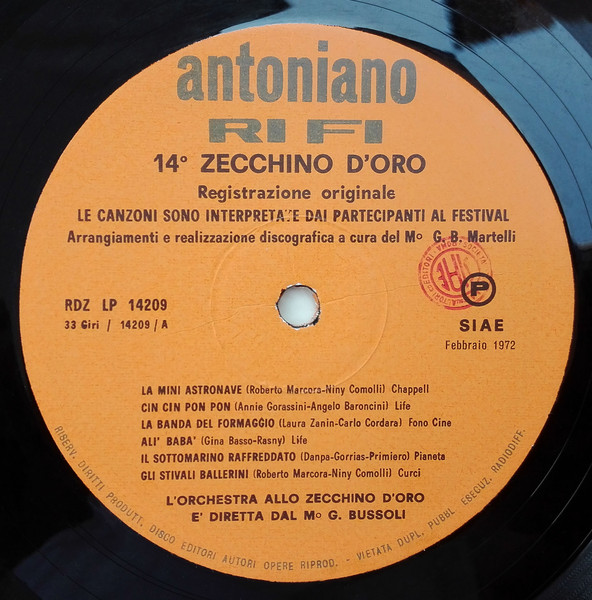 antoniano
RI FI
14° ZECCHINO D'ORO
Registrazione originale
LE CANZONI SONO INTERPRETATE DAI PARTECIPANTI AL FESTIVAL
Arrangiamenti e realizzazione discografica a cura del Mo G. B. Martelli
RDZ LP 14209
33 Giri / 14209 / A
P
SIAE
Febbraio 1972
LA MINI ASTRONAVE (Roberto Marcora-Niny Comolli) Chappell
CIN CIN PON PON (Annie Gorassini-Angelo Baroncini) Life
LA BANDA DEL FORMAGGIO (Laura Zanin-Carlo Cordara) Fono Cine
ALI' BABA' (Gina Basso-Rasny) Life
IL SOTTOMARINO RAFFREDDATO (Danpa-Gorrias-Primiero) Pianeta
GLI STIVALI BALLERINI (Roberto Marcora-Niny Comolli) Curci
L'ORCHESTRA ALLO ZECCHINO D'ORO
E' DIRETTA DAL Mo G. BUSSOLI
RISERV. DIRITTI PRODUTT. DISCO EDITORI AUTORI OPERE RIPROD. - VIETATA DUPL. PUBBL. ESECUZ. RADIODIFF.